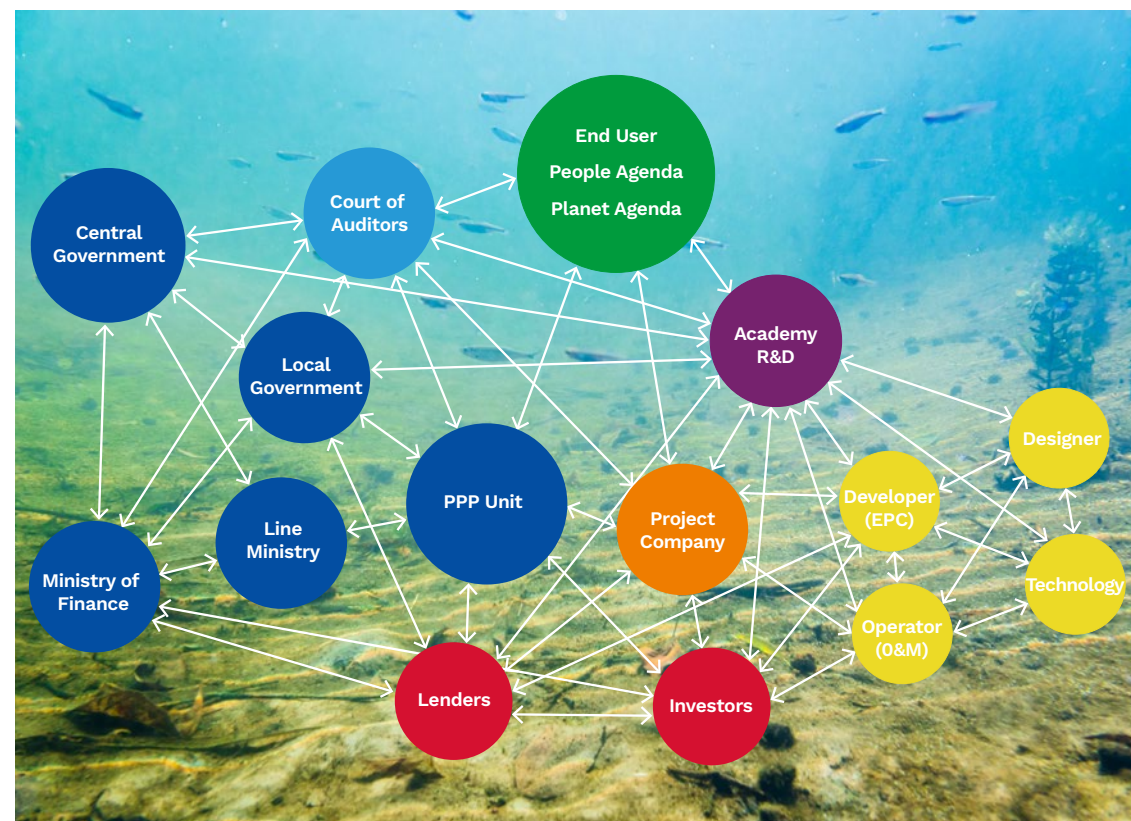 End User
People Agenda
Planet Agenda
Court of
Auditors
Central
Government
Academy
R&D
Local
Government
Designer
PPP Unit
Developer
(EPC)
Line
Ministry
Project
Company
Ministry of
Finance
Technology
Operator
(0&M)
Lenders
Investors